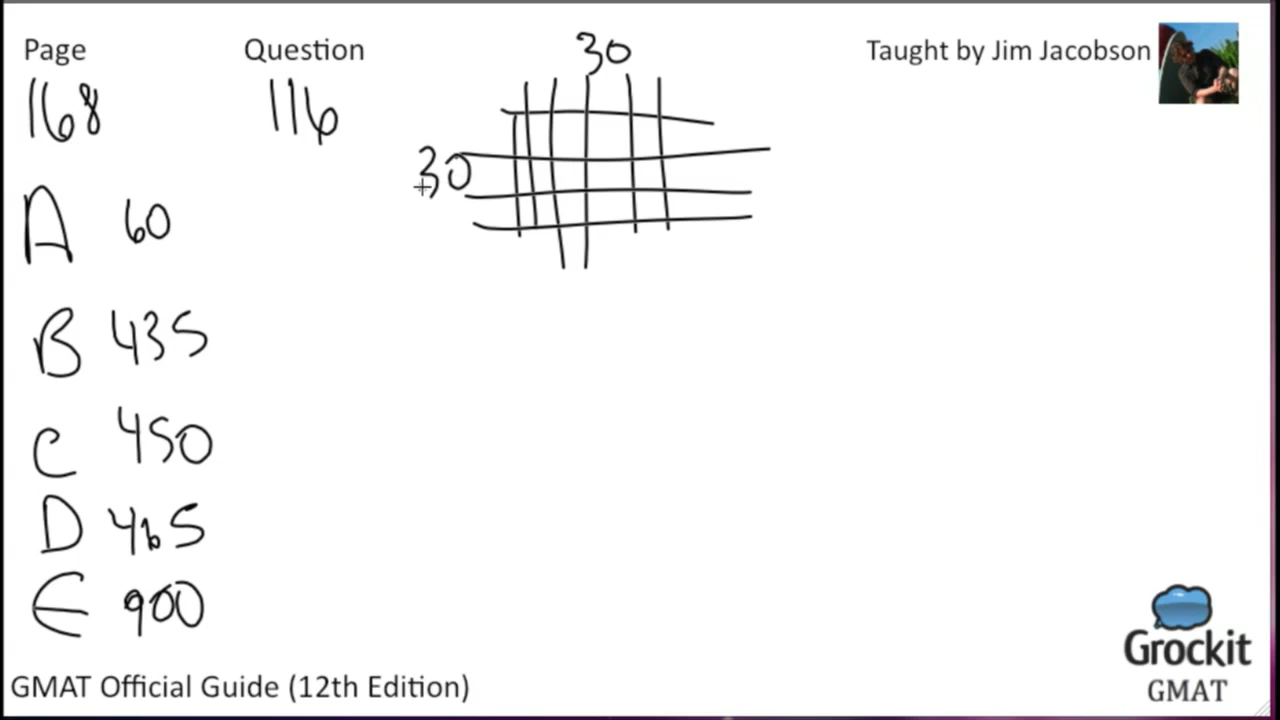 Page Question Taught by Jim Jacobson
168 116
30
30
A 60
B 435
C 450
D 465
E 900
GMAT Official Guide (12th Edition)
Grockit
GMAT